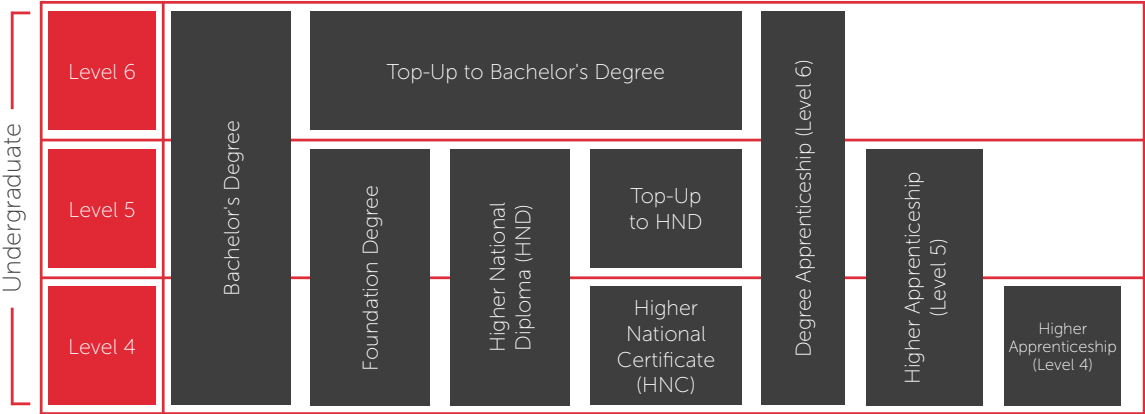 Undergraduate
Level 6
Level 5
Level 4
Bachelor's Degree
Top-Up to Bachelor's Degree
Foundation Degree
Higher National
Diploma (HND)
Top-Up
to HND
Higher
National
Certificate
(HNC)
Degree Apprenticeship (Level 6)
Higher Apprenticeship
(Level 5)
Higher
Apprenticeship
(Level 4)